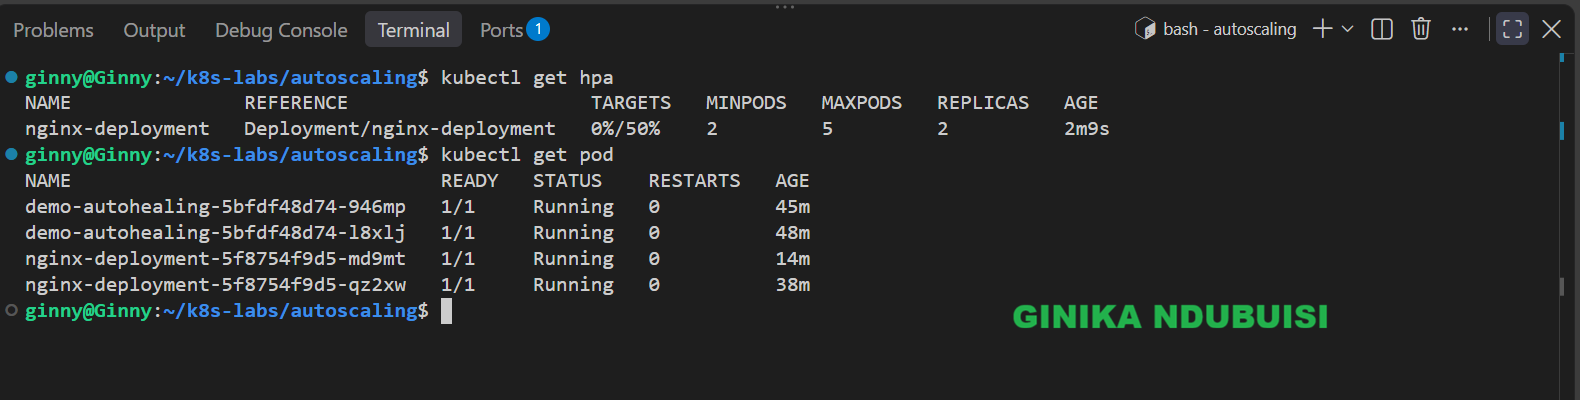 Problems Output Debug Console Terminal Ports 1 bash - autoscaling
ginny@Ginny:~/k8s-labs/autoscaling$ kubectl get hpa
NAME REFERENCE TARGETS MINPODS MAXPODS REPLICAS AGE
nginx-deployment Deployment/nginx-deployment 0%/50% 2 5 2 2m9s
ginny@Ginny:~/k8s-labs/autoscaling$ kubectl get pod
NAME READY STATUS RESTARTS AGE
demo-autohealing-5bfdf48d74-946mp 1/1 Running 0 45m
demo-autohealing-5bfdf48d74-l8xlj 1/1 Running 0 48m
nginx-deployment-5f8754f9d5-md9mt 1/1 Running 0 14m
nginx-deployment-5f8754f9d5-qz2xw 1/1 Running 0 38m
ginny@Ginny:~/k8s-labs/autoscaling$
GINIKA NDUBUISI